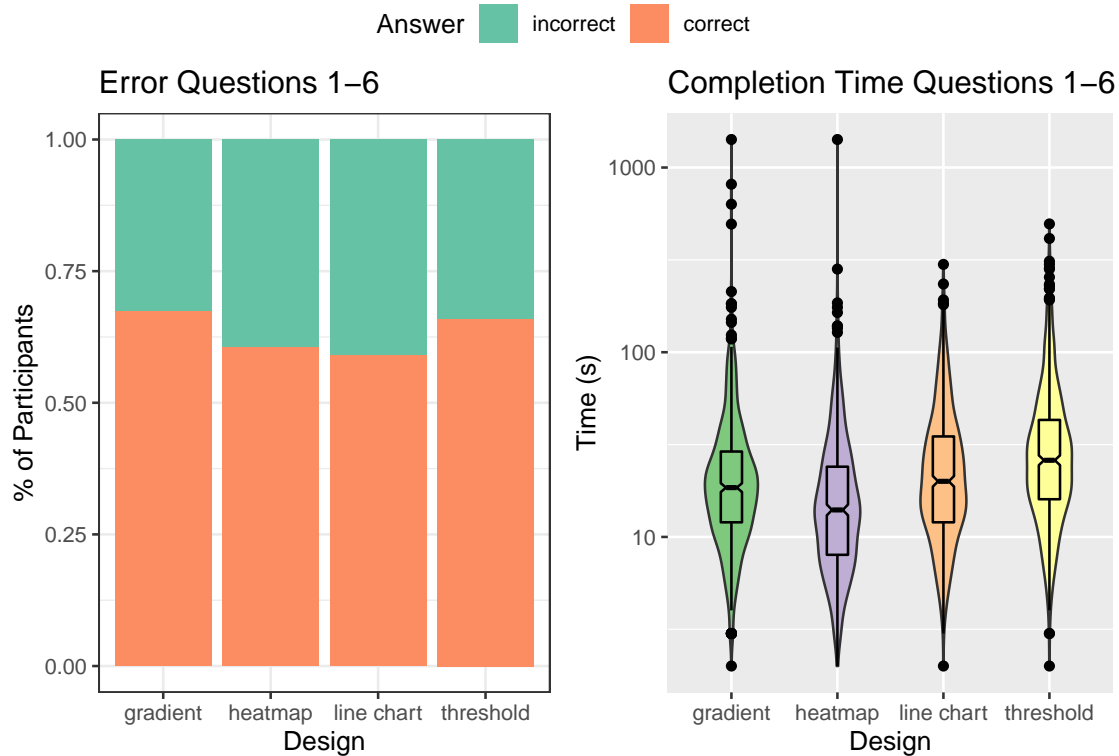 Answer incorrect correct
Error Questions 1–6
1.00
0.75
0.50
0.25
0.00
% of Participants
gradient heatmap line chart threshold
Design
Completion Time Questions 1–6
1000
100
10
Time (s)
gradient heatmap line chart threshold
Design